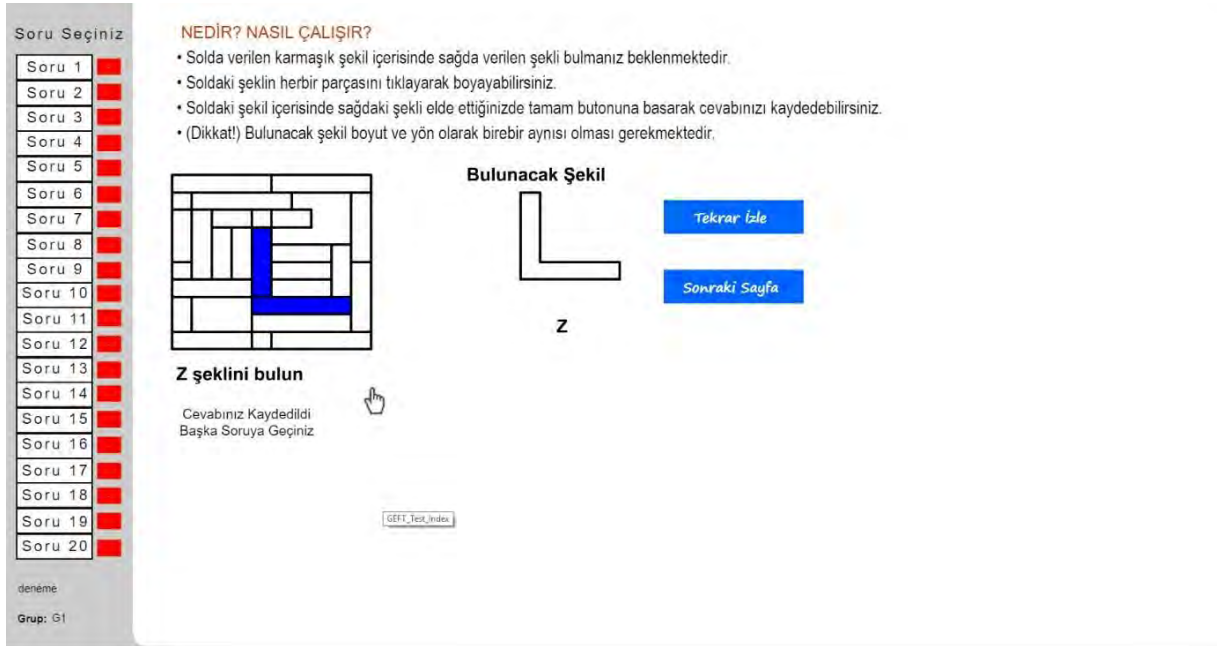 Soru Seçiniz
Soru 1
Soru 2
Soru 3
Soru 4
Soru 5
Soru 6
Soru 7
Soru 8
Soru 9
Soru 10
Soru 11
Soru 12
Soru 13
Soru 14
Soru 15
Soru 16
Soru 17
Soru 18
Soru 19
Soru 20
deneme
Grup: G1
NEDİR? NASIL ÇALIŞIR?
• Solda verilen karmaşık şekil içerisinde sağda verilen şekli bulmanız beklenmektedir.
• Soldaki şeklin herbir parçasını tıklayarak boyayabilirsiniz.
• Soldaki şekil içerisinde sağdaki şekli elde ettiğinizde tamam butonuna basarak cevabınızı kaydedebilirsiniz.
• (Dikkat!) Bulunacak şekil boyut ve yön olarak birebir aynısı olması gerekmektedir.
Bulunacak Şekil
Z
Tekrar İzle
Sonraki Sayfa
Z şeklini bulun
Cevabınız Kaydedildi
Başka Soruya Geçiniz
GEFT_Test_Index